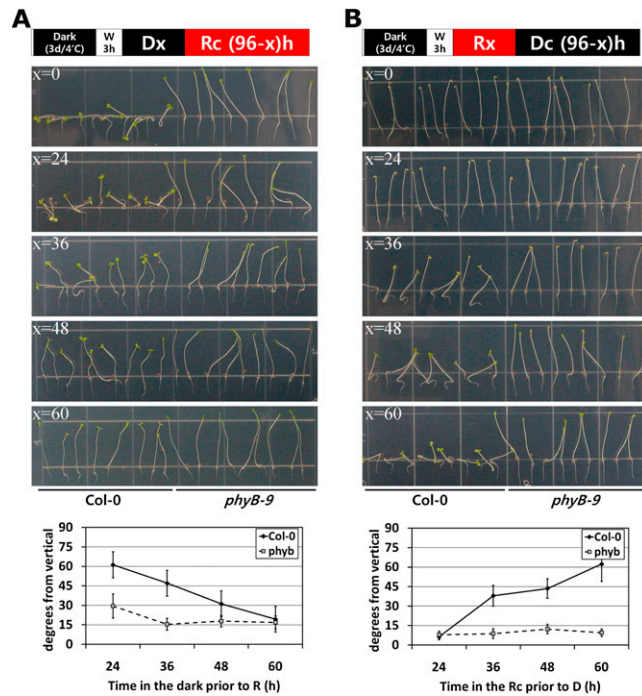 A
Dark
(3d/4'C)
W
3h
Dx
Rc (96-x)h
x=0
x=24
x=36
x=48
x=60
Col-0
phyB-9
90
75
60
45
30
15
0
degrees from vertical
Col-0
phyb
24
36
48
60
Time in the dark prior to R (h)
B
Dark
(3d/4'C)
W
3h
Rx
Dc (96-x)h
x=0
x=24
x=36
x=48
x=60
Col-0
phyB-9
90
75
60
45
30
15
0
degrees from vertical
Col-0
phyb
24
36
48
60
Time in the Rc prior to D (h)